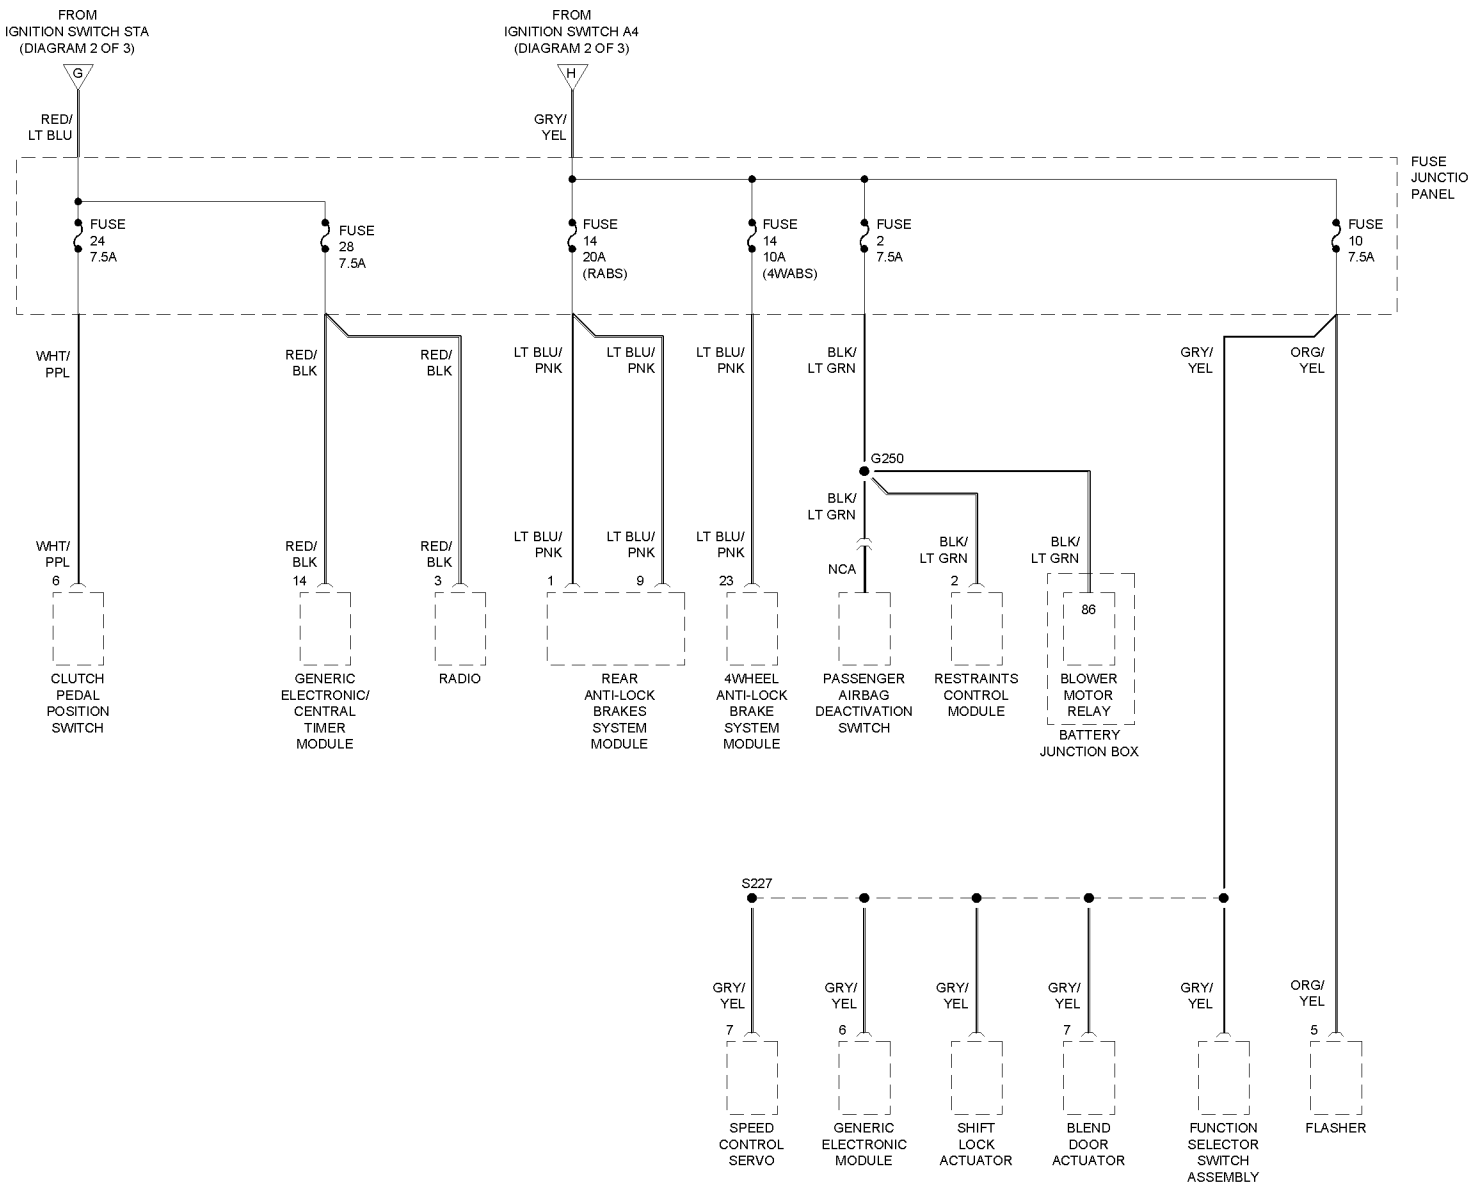 FROM
IGNITION SWITCH STA
(DIAGRAM 2 OF 3)
G
RED/
LT BLU
FROM
IGNITION SWITCH A4
(DIAGRAM 2 OF 3)
H
GRY/
YEL
FUSE
JUNCTIO
PANEL
FUSE
24
7.5A
FUSE
28
7.5A
FUSE
14
20A
(RABS)
FUSE
14
10A
(4WABS)
FUSE
2
7.5A
FUSE
10
7.5A
WHT/
PPL
RED/
BLK
RED/
BLK
LT BLU/
PNK
LT BLU/
PNK
LT BLU/
PNK
BLK/
LT GRN
GRY/
YEL
ORG/
YEL
G250
BLK/
LT GRN
WHT/
PPL
RED/
BLK
RED/
BLK
LT BLU/
PNK
LT BLU/
PNK
LT BLU/
PNK
NCA
BLK/
LT GRN
BLK/
LT GRN
6
14
3
1
9
23
2
86
CLUTCH
PEDAL
POSITION
SWITCH
GENERIC
ELECTRONIC/
CENTRAL
TIMER
MODULE
RADIO
REAR
ANTI-LOCK
BRAKES
SYSTEM
MODULE
4WHEEL
ANTI-LOCK
BRAKE
SYSTEM
MODULE
PASSENGER
AIRBAG
DEACTIVATION
SWITCH
RESTRAINTS
CONTROL
MODULE
BLOWER
MOTOR
RELAY
BATTERY
JUNCTION BOX
S227
GRY/
YEL
GRY/
YEL
GRY/
YEL
GRY/
YEL
GRY/
YEL
ORG/
YEL
7
6
7
5
SPEED
CONTROL
SERVO
GENERIC
ELECTRONIC
MODULE
SHIFT
LOCK
ACTUATOR
BLEND
DOOR
ACTUATOR
FUNCTION
SELECTOR
SWITCH
ASSEMBLY
FLASHER